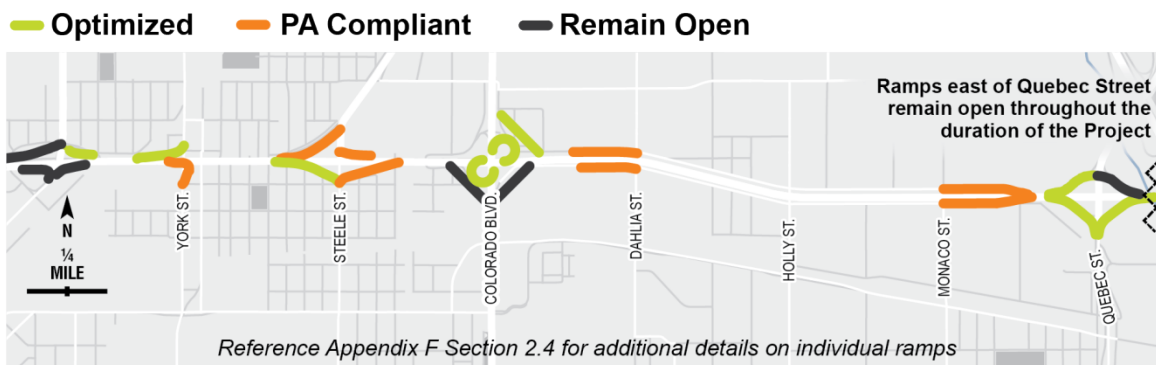 Optimized PA Compliant Remain Open
Ramps east of Quebec Street
remain open throughout the
duration of the Project
N
¼
MILE
YORK ST.
STEELE ST.
COLORADO BLVD.
DAHLIA ST.
HOLLY ST.
MONACO ST.
QUEBEC ST.
Reference Appendix F Section 2.4 for additional details on individual ramps